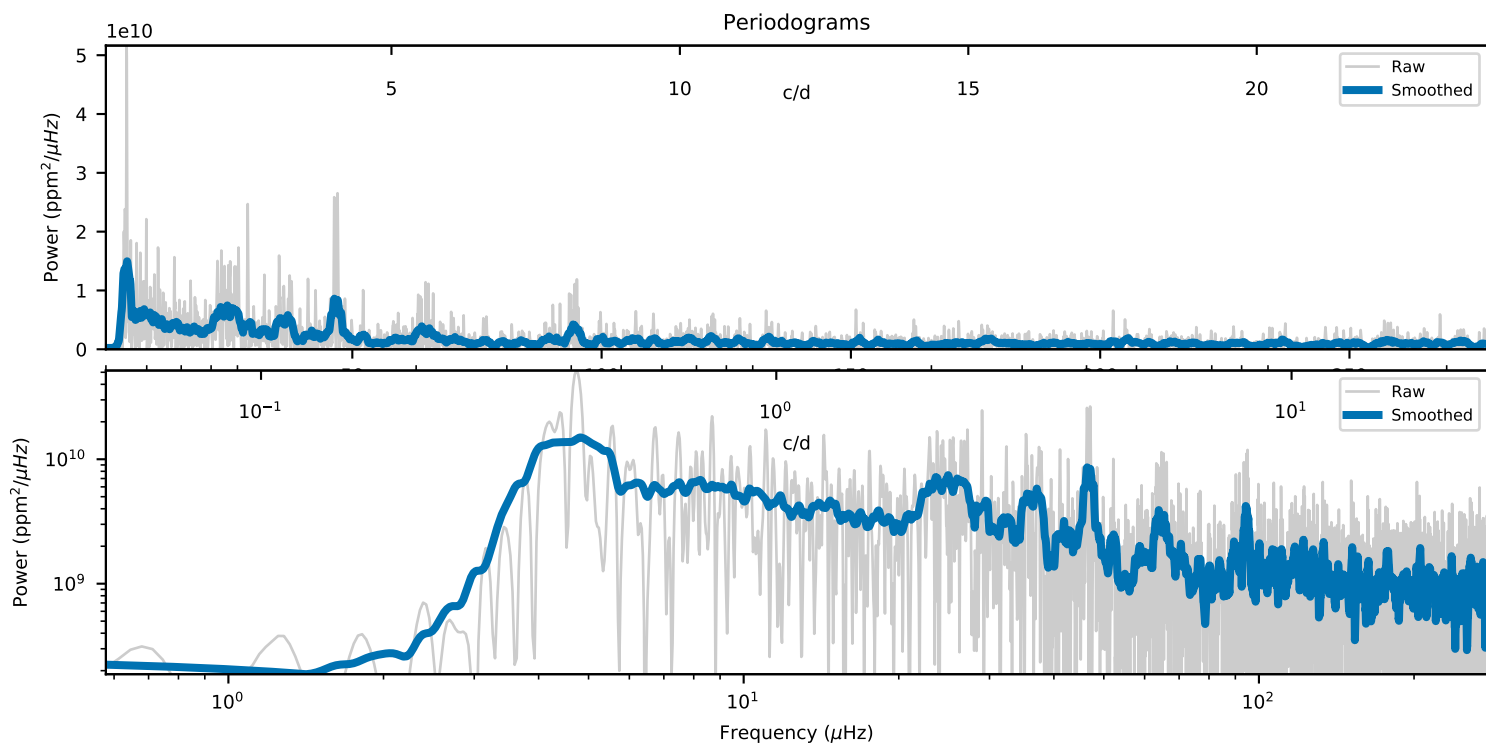 Periodograms
1e10
5
10
15
20
c/d
Raw
Smoothed
5
4
3
2
1
0
Power (ppm²/μHz)
10⁻¹
10⁰
10¹
c/d
Raw
Smoothed
10¹⁰
10⁹
Power (ppm²/μHz)
10⁰
10¹
10²
Frequency (μHz)